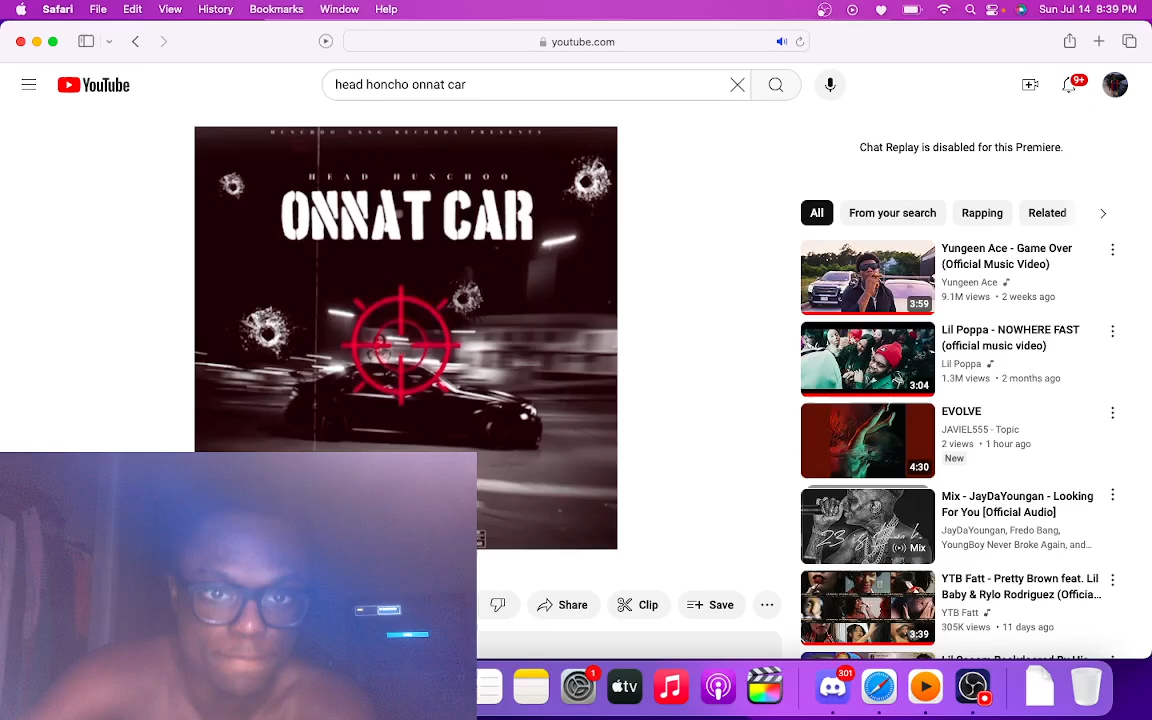 Safari File Edit View History Bookmarks Window Help Sun Jul 14 8:39 PM
youtube.com
YouTube
head honcho onnat car
9+
HUNCHOO GANG RECORDS PRESENTS
HEAD HUNCHOO
ONNAT CAR
Share
Clip
Save
Chat Replay is disabled for this Premiere.
All
From your search
Rapping
Related
Yungeen Ace - Game Over
(Official Music Video)
Yungeen Ace
9.1M views • 2 weeks ago
3:59
Lil Poppa - NOWHERE FAST
(official music video)
Lil Poppa
1.3M views • 2 months ago
3:04
EVOLVE
JAVIEL555 - Topic
2 views • 1 hour ago
New
4:30
Mix - JayDaYoungan - Looking
For You [Official Audio]
JayDaYoungan, Fredo Bang,
YoungBoy Never Broke Again, and...
23
Mix
YTB Fatt - Pretty Brown feat. Lil
Baby & Rylo Rodriguez (Officia...
YTB Fatt
305K views • 11 days ago
3:39
1
tv
301